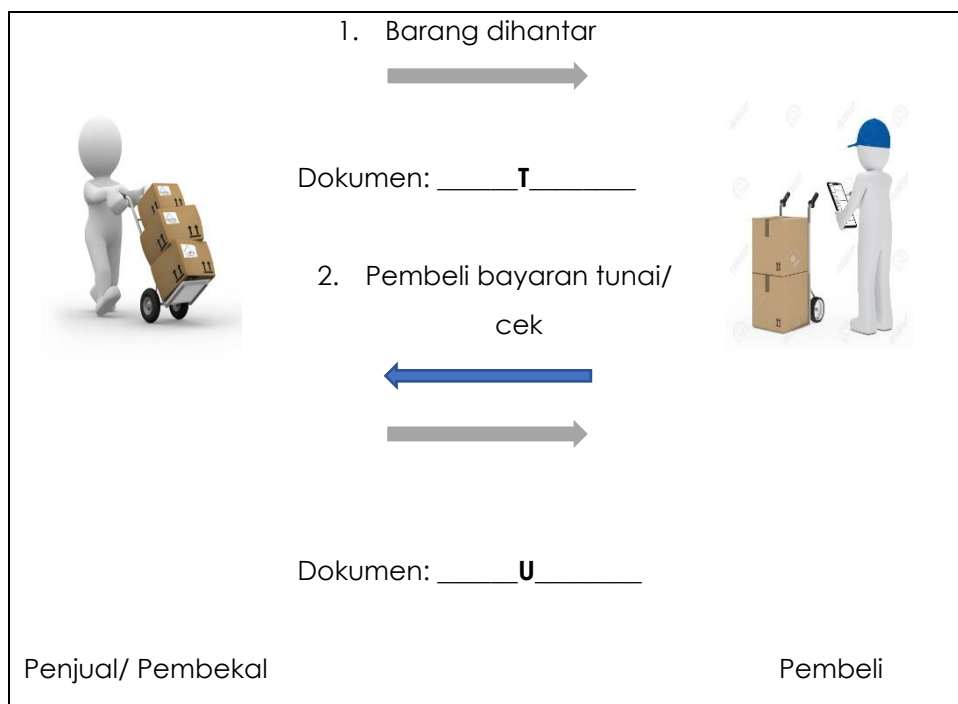 1. Barang dihantar
Dokumen: ______T________
2. Pembeli bayaran tunai/
cek
Dokumen: ______U________
Penjual/ Pembekal
Pembeli